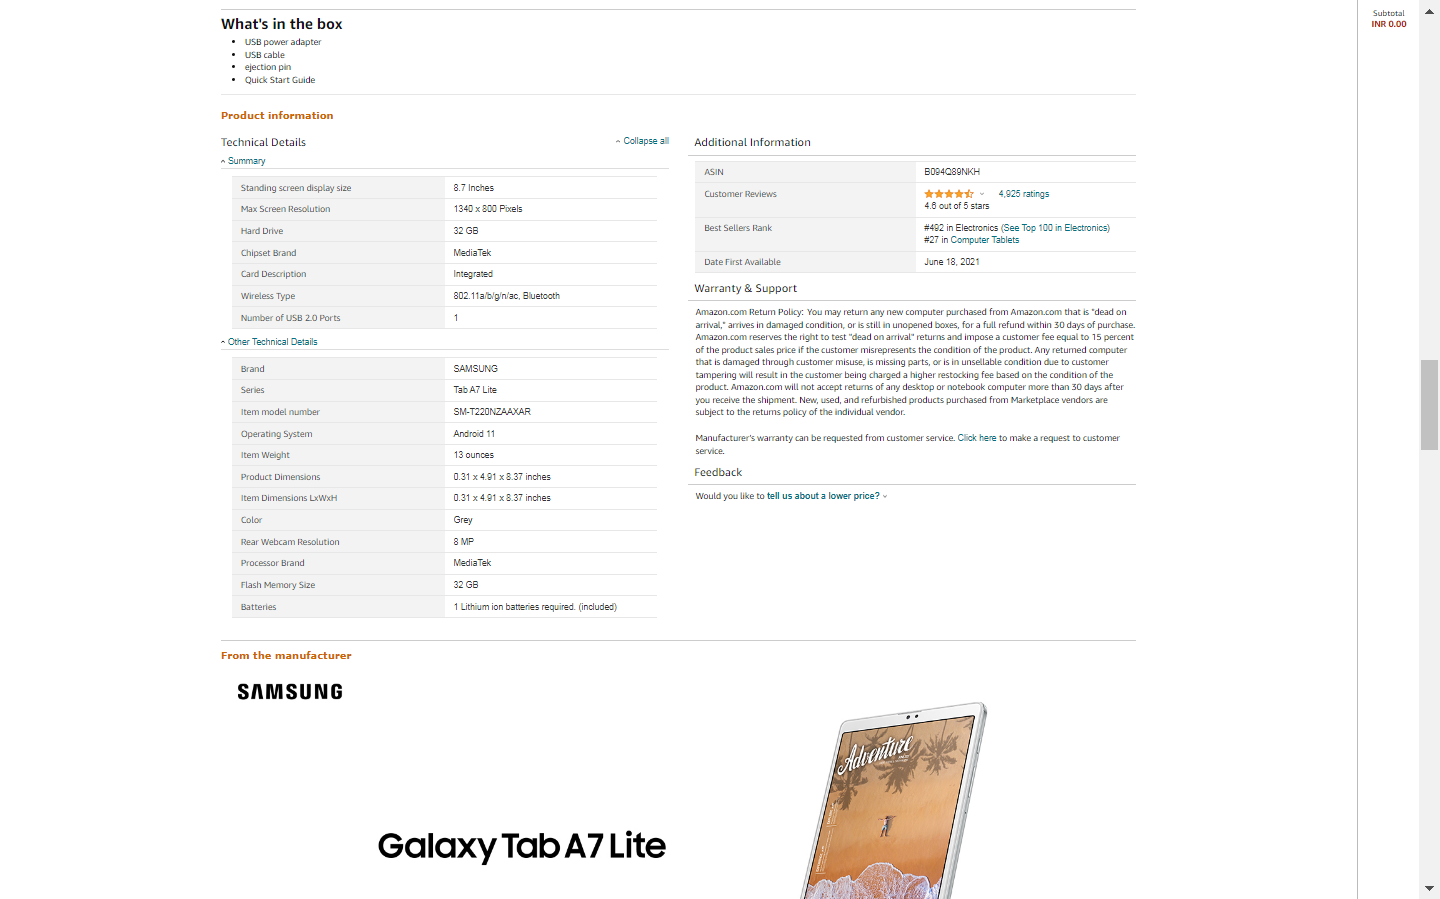 Subtotal
INR 0.00
What's in the box
USB power adapter
USB cable
ejection pin
Quick Start Guide
Product information
Technical Details
Collapse all
Summary
Standing screen display size 8.7 Inches
Max Screen Resolution 1340 x 800 Pixels
Hard Drive 32 GB
Chipset Brand MediaTek
Card Description Integrated
Wireless Type 802.11a/b/g/n/ac, Bluetooth
Number of USB 2.0 Ports 1
Other Technical Details
Brand SAMSUNG
Series Tab A7 Lite
Item model number SM-T220NZAAXAR
Operating System Android 11
Item Weight 13 ounces
Product Dimensions 0.31 x 4.91 x 8.37 inches
Item Dimensions LxWxH 0.31 x 4.91 x 8.37 inches
Color Grey
Rear Webcam Resolution 8 MP
Processor Brand MediaTek
Flash Memory Size 32 GB
Batteries 1 Lithium ion batteries required. (included)
Additional Information
ASIN B094Q89NKH
Customer Reviews 4,925 ratings
4.6 out of 5 stars
Best Sellers Rank #492 in Electronics (See Top 100 in Electronics)
#27 in Computer Tablets
Date First Available June 18, 2021
Warranty & Support
Amazon.com Return Policy: You may return any new computer purchased from Amazon.com that is "dead on
arrival," arrives in damaged condition, or is still in unopened boxes, for a full refund within 30 days of purchase.
Amazon.com reserves the right to test "dead on arrival" returns and impose a customer fee equal to 15 percent
of the product sales price if the customer misrepresents the condition of the product. Any returned computer
that is damaged through customer misuse, is missing parts, or is in unsellable condition due to customer
tampering will result in the customer being charged a higher restocking fee based on the condition of the
product. Amazon.com will not accept returns of any desktop or notebook computer more than 30 days after
you receive the shipment. New, used, and refurbished products purchased from Marketplace vendors are
subject to the returns policy of the individual vendor.
Manufacturer's warranty can be requested from customer service. Click here to make a request to customer
service.
Feedback
Would you like to tell us about a lower price?
From the manufacturer
SAMSUNG
Adventure
Galaxy Tab A7 Lite